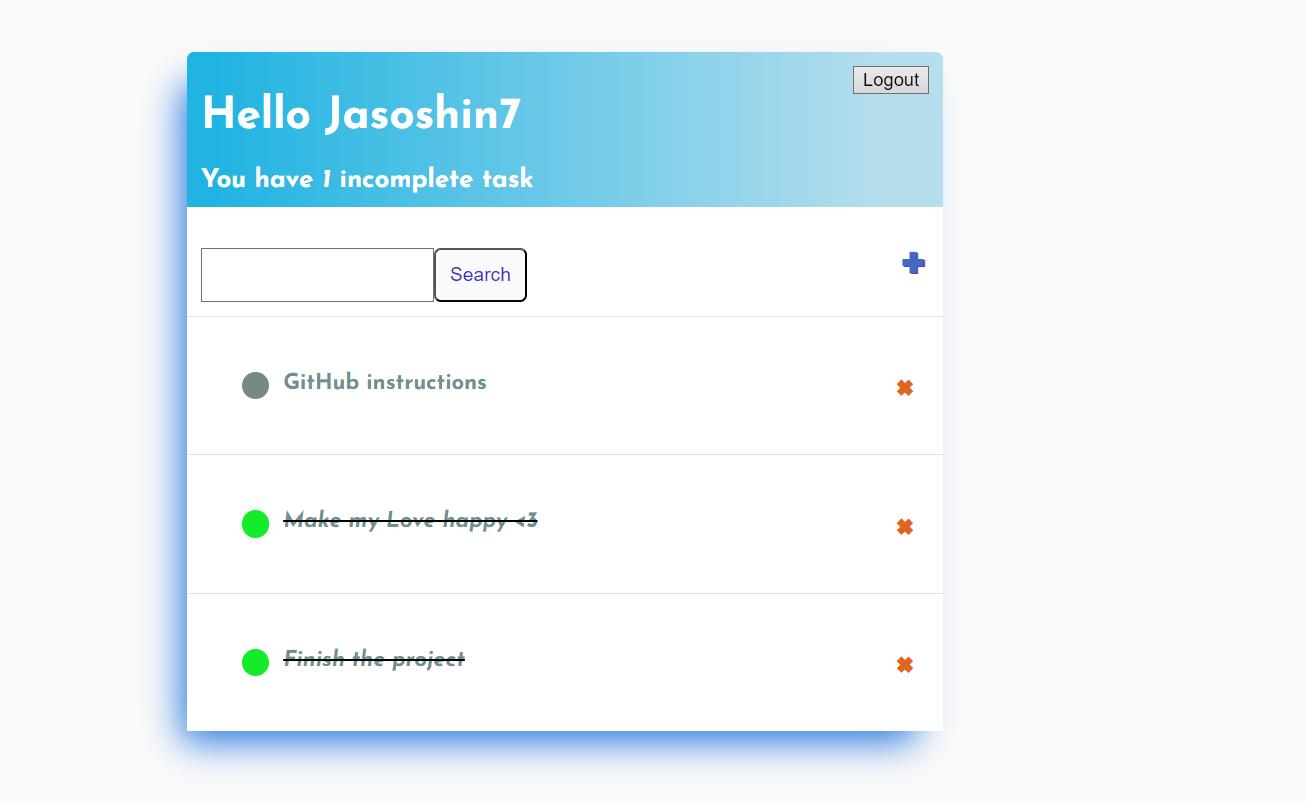 Logout
Hello Jasoshin7
You have 1 incomplete task
Search
GitHub instructions
Make my Love happy <3
Finish the project